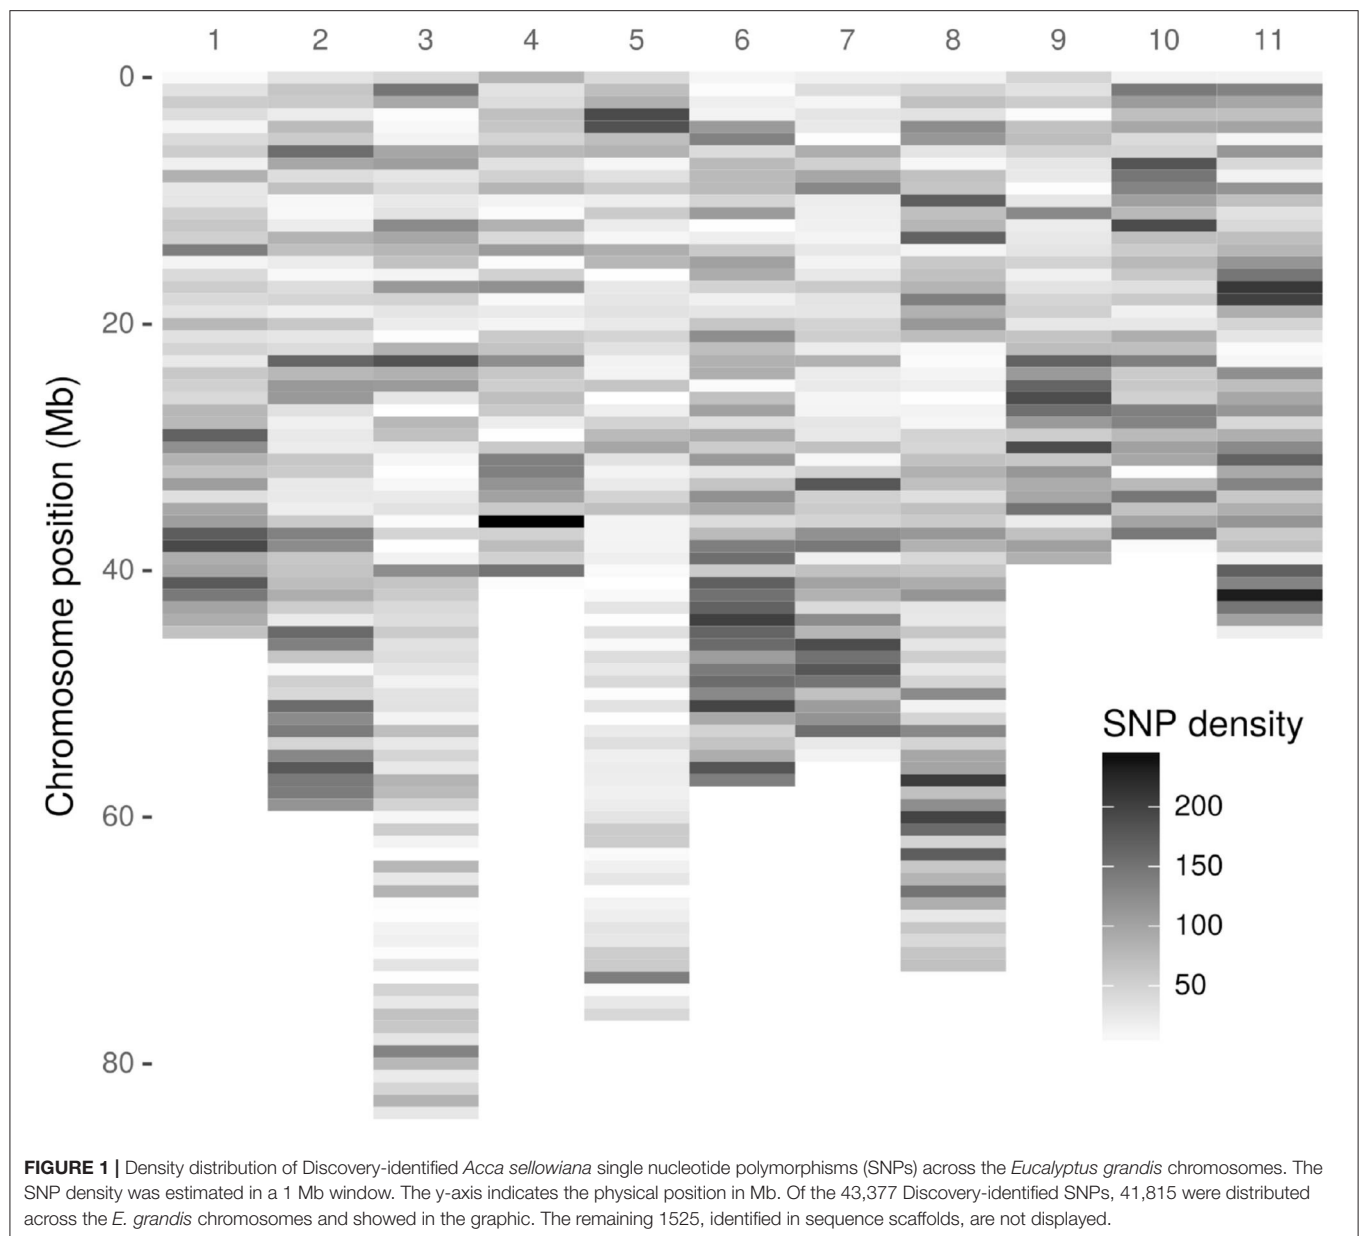 1 2 3 4 5 6 7 8 9 10 11
0
20
40
60
80
Chromosome position (Mb)
SNP density
200
150
100
50
FIGURE 1 | Density distribution of Discovery-identified Acca sellowiana single nucleotide polymorphisms (SNPs) across the Eucalyptus grandis chromosomes. The
SNP density was estimated in a 1 Mb window. The y-axis indicates the physical position in Mb. Of the 43,377 Discovery-identified SNPs, 41,815 were distributed
across the E. grandis chromosomes and showed in the graphic. The remaining 1525, identified in sequence scaffolds, are not displayed.